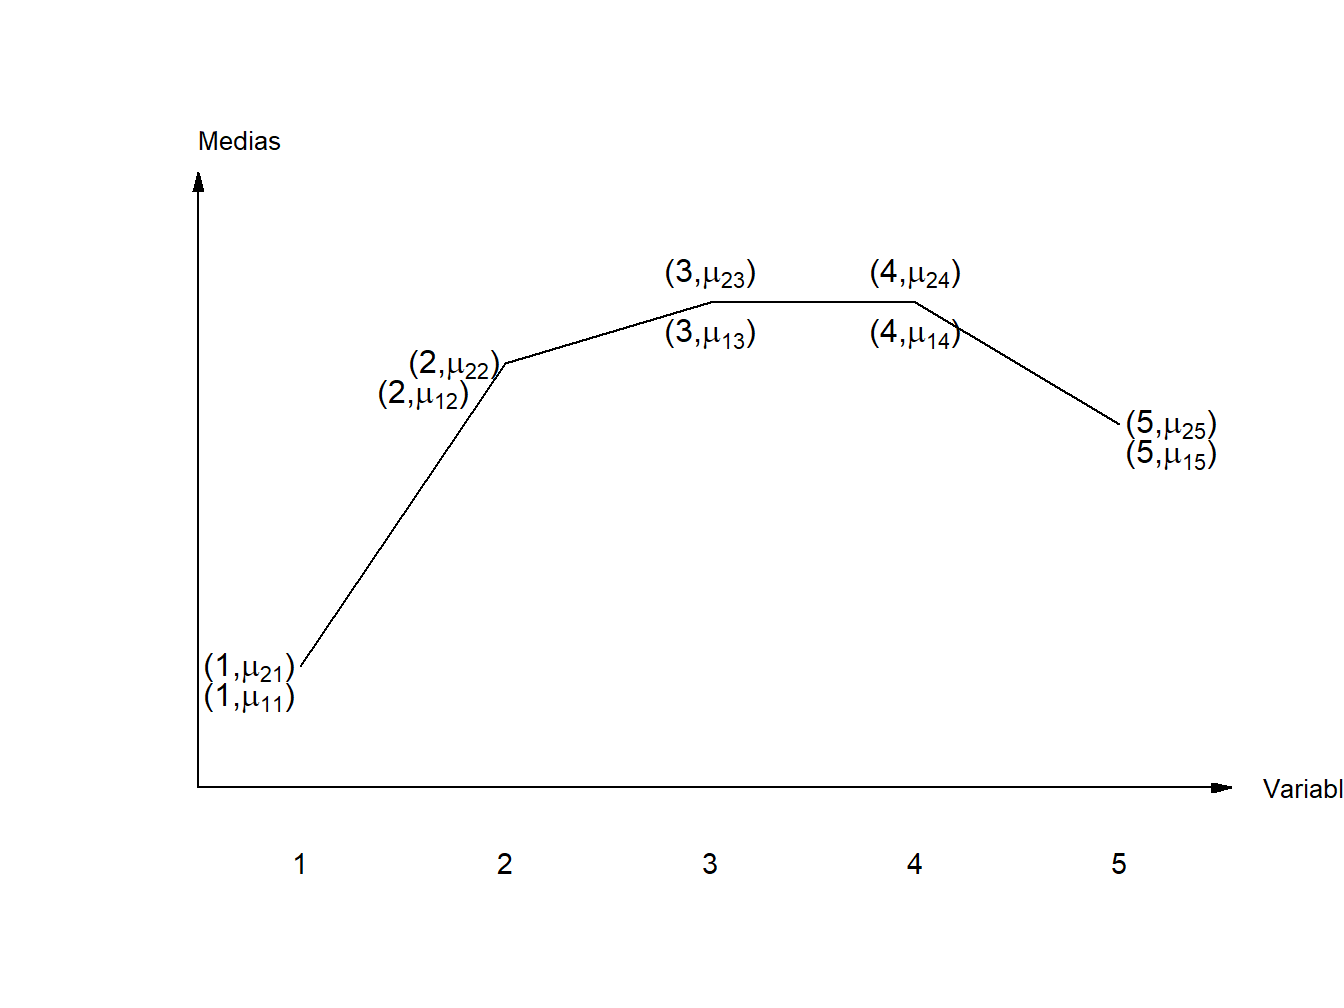 Medias
(3,μ₂₃) (4,μ₂₄)
(3,μ₁₃) (4,μ₁₄)
(2,μ₂₂)
(2,μ₁₂)
(5,μ₂₅)
(5,μ₁₅)
(1,μ₂₁)
(1,μ₁₁)
Variabl
1 2 3 4 5